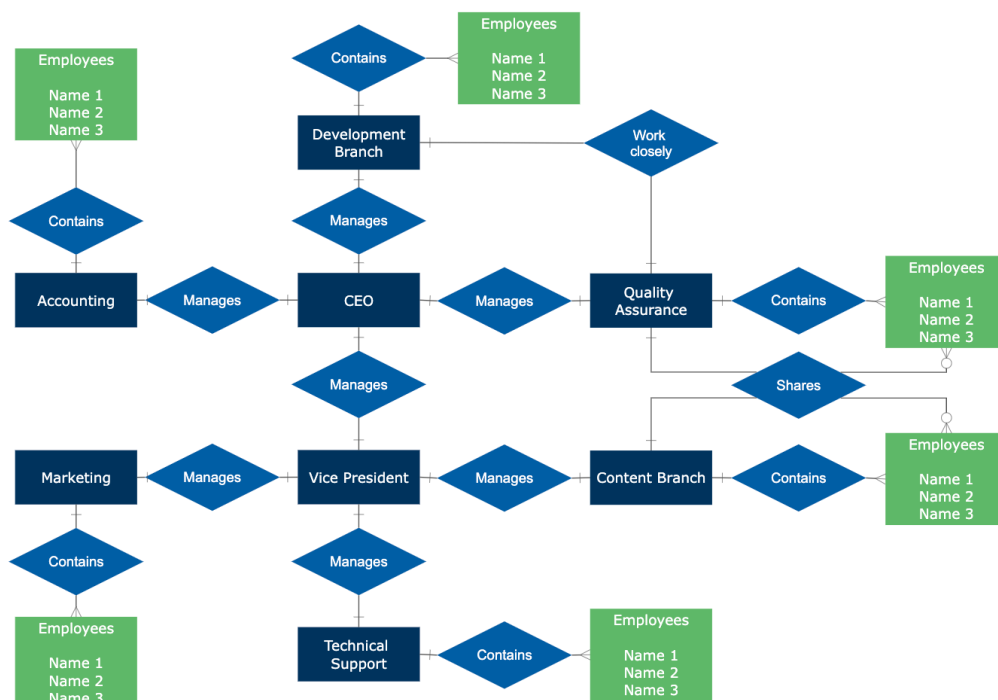 Employees
Name 1
Name 2
Name 3
Contains
Employees
Name 1
Name 2
Name 3
Development
Branch
Work
closely
Contains
Manages
Accounting
Manages
CEO
Manages
Quality
Assurance
Contains
Employees
Name 1
Name 2
Name 3
Manages
Shares
Marketing
Manages
Vice President
Manages
Content Branch
Contains
Employees
Name 1
Name 2
Name 3
Contains
Manages
Employees
Name 1
Name 2
Name 3
Technical
Support
Contains
Employees
Name 1
Name 2
Name 3